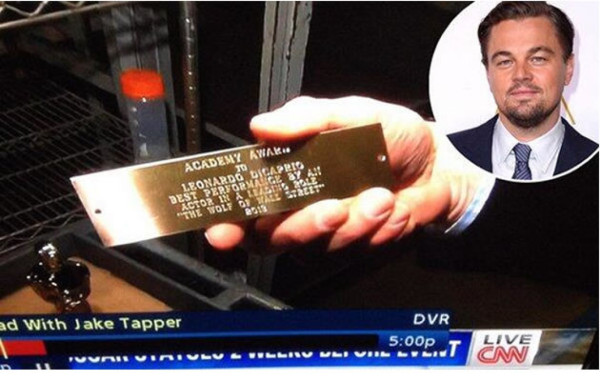 ACADEMY AWAR
TO
LEONARDO DICAPRIO
BEST PERFORMANCE BY AN
ACTOR IN A LEADING ROLE
"THE WOLF OF WALL STREET"
2013
ad With Jake Tapper
DVR
5:00p
LIVE
CNN